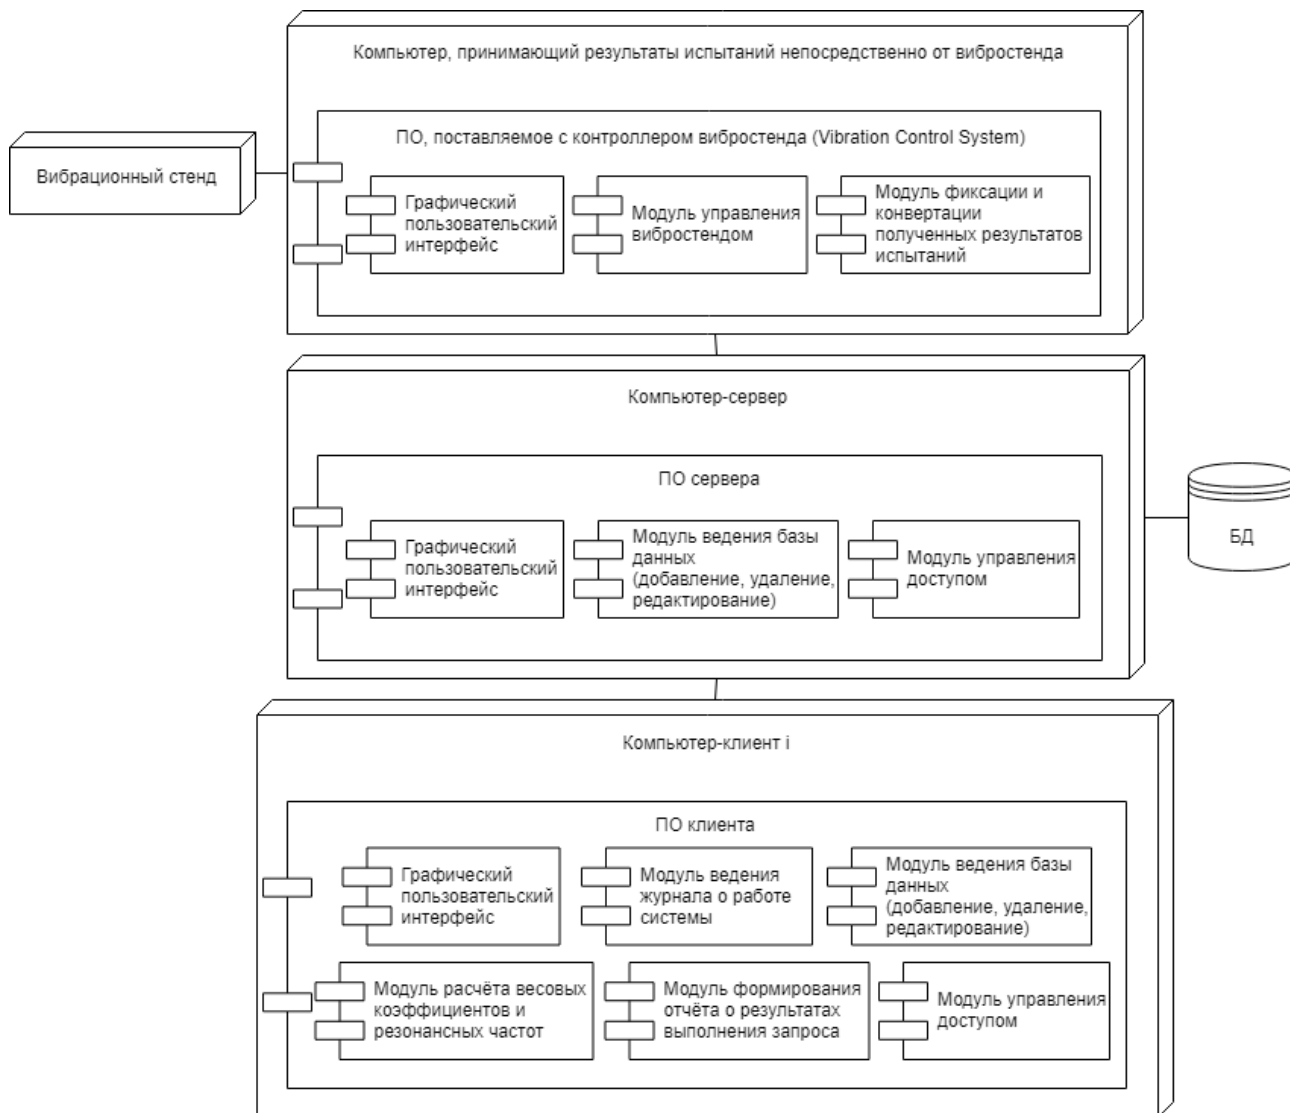 Компьютер, принимающий результаты испытаний непосредственно от вибростенда
ПО, поставляемое с контроллером вибростенда (Vibration Control System)
Вибрационный стенд
Графический
пользовательский
интерфейс
Модуль управления
вибростендом
Модуль фиксации и
конвертации
полученных результатов
испытаний
Компьютер-сервер
ПО сервера
Графический
пользовательский
интерфейс
Модуль ведения базы
данных
(добавление, удаление,
редактирование)
Модуль управления
доступом
БД
Компьютер-клиент i
ПО клиента
Графический
пользовательский
интерфейс
Модуль ведения
журнала о работе
системы
Модуль ведения базы
данных
(добавление, удаление,
редактирование)
Модуль расчёта весовых
коэффициентов и
резонансных частот
Модуль формирования
отчёта о результатах
выполнения запроса
Модуль управления
доступом